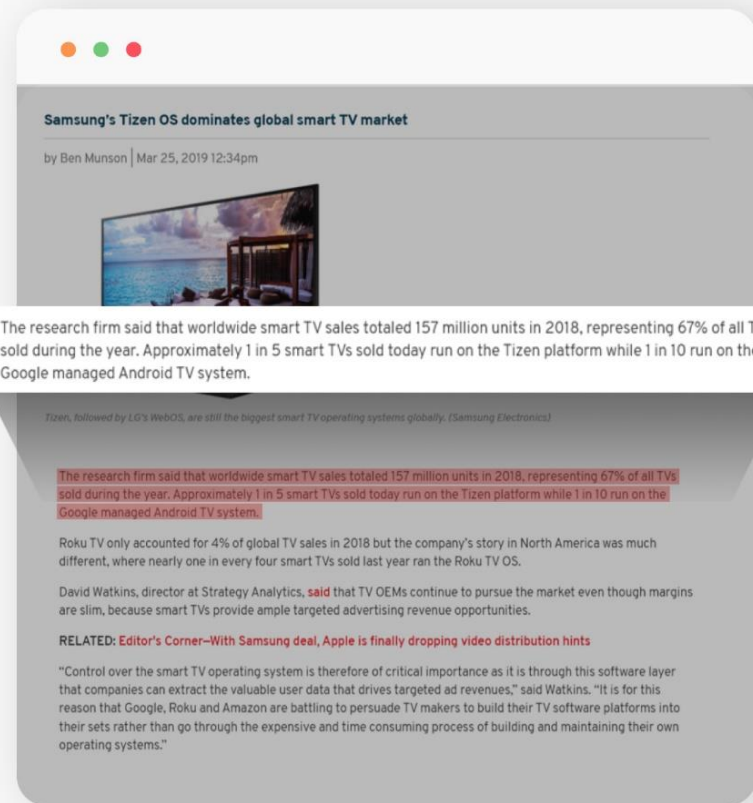 Samsung's Tizen OS dominates global smart TV market
by Ben Munson | Mar 25, 2019 12:34pm
The research firm said that worldwide smart TV sales totaled 157 million units in 2018, representing 67% of all T
sold during the year. Approximately 1 in 5 smart TVs sold today run on the Tizen platform while 1 in 10 run on the
Google managed Android TV system.
Tizen, followed by LG's WebOS, are still the biggest smart TV operating systems globally. (Samsung Electronics)
The research firm said that worldwide smart TV sales totaled 157 million units in 2018, representing 67% of all TVs
sold during the year. Approximately 1 in 5 smart TVs sold today run on the Tizen platform while 1 in 10 run on the
Google managed Android TV system.
Roku TV only accounted for 4% of global TV sales in 2018 but the company's story in North America was much
different, where nearly one in every four smart TVs sold last year ran the Roku TV OS.
David Watkins, director at Strategy Analytics, said that TV OEMs continue to pursue the market even though margins
are slim, because smart TVs provide ample targeted advertising revenue opportunities.
RELATED: Editor's Corner—With Samsung deal, Apple is finally dropping video distribution hints
"Control over the smart TV operating system is therefore of critical importance as it is through this software layer
that companies can extract the valuable user data that drives targeted ad revenues," said Watkins. "It is for this
reason that Google, Roku and Amazon are battling to persuade TV makers to build their TV software platforms into
their sets rather than go through the expensive and time consuming process of building and maintaining their own
operating systems."